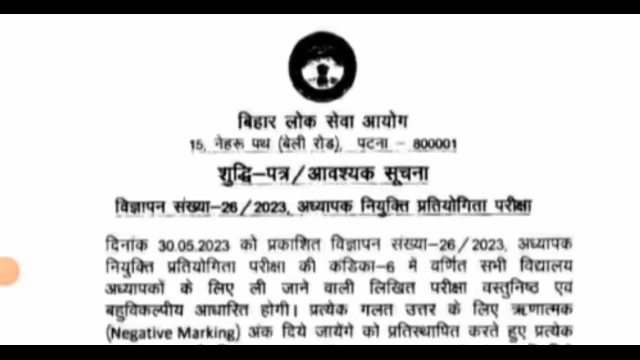 बिहार लोक सेवा आयोग
15, नेहरू पथ (बेली रोड), पटना - 800001
शुद्धि-पत्र/आवश्यक सूचना
विज्ञापन संख्या-26/2023, अध्यापक नियुक्ति प्रतियोगिता परीक्षा
दिनांक 30.05.2023 को प्रकाशित विज्ञापन संख्या-26/2023, अध्यापक
नियुक्ति प्रतियोगिता परीक्षा की कंडिका-6 मे वर्णित सभी विद्यालय
अध्यापकों के लिए ली जाने वाली लिखित परीक्षा वस्तुनिष्ठ एवं
बहुविकल्पीय आधारित होगी। प्रत्येक गलत उत्तर के लिए ऋणात्मक
(Negative Marking) अंक दिये जायेंगे को प्रतिस्थापित करते हुए प्रत्येक